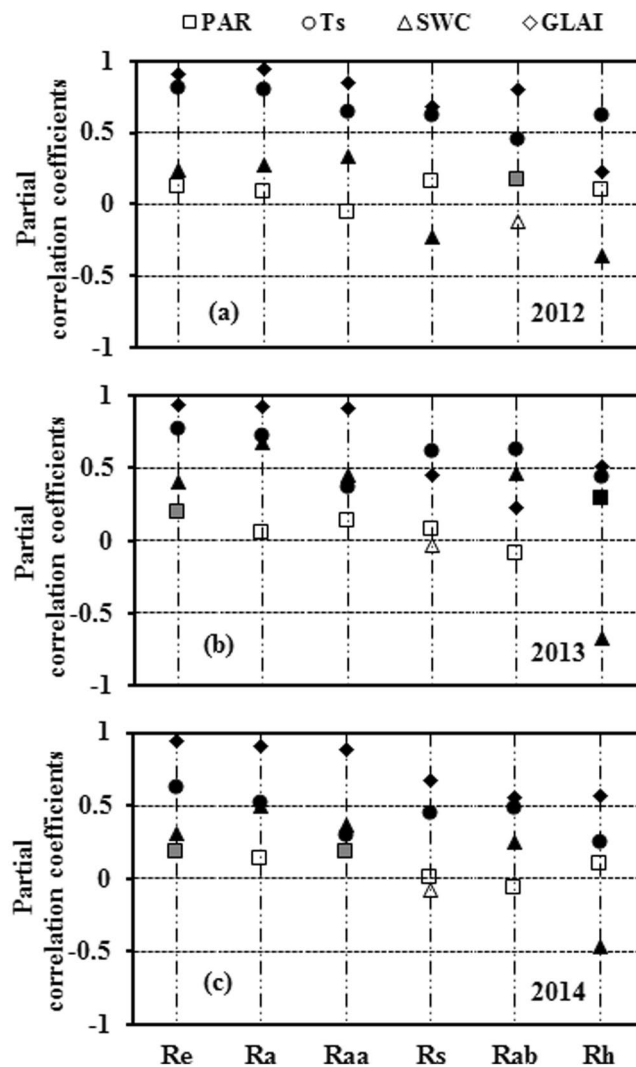 PAR Ts SWC GLAI
1
0.5
0
-0.5
-1
Partial
correlation coefficients
(a) 2012
1
0.5
0
-0.5
-1
Partial
correlation coefficients
(b) 2013
1
0.5
0
-0.5
-1
Partial
correlation coefficients
(c) 2014
Re Ra Raa Rs Rab Rh